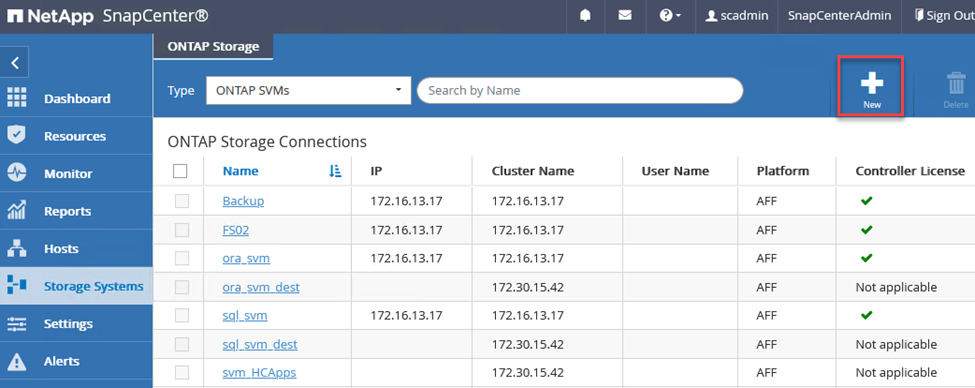 NetApp SnapCenter® scadmin SnapCenterAdmin Sign Out
ONTAP Storage
Type ONTAP SVMs Search by Name New Delete
Dashboard
Resources
Monitor
Reports
Hosts
Storage Systems
Settings
Alerts
ONTAP Storage Connections
Name IP Cluster Name User Name Platform Controller License
Backup 172.16.13.17 172.16.13.17 AFF
FS02 172.16.13.17 172.16.13.17 AFF
ora_svm 172.16.13.17 172.16.13.17 AFF
ora_svm_dest 172.30.15.42 AFF Not applicable
sql_svm 172.16.13.17 172.16.13.17 AFF
sql_svm_dest 172.30.15.42 AFF Not applicable
svm_HCApps 172.30.15.42 AFF Not applicable